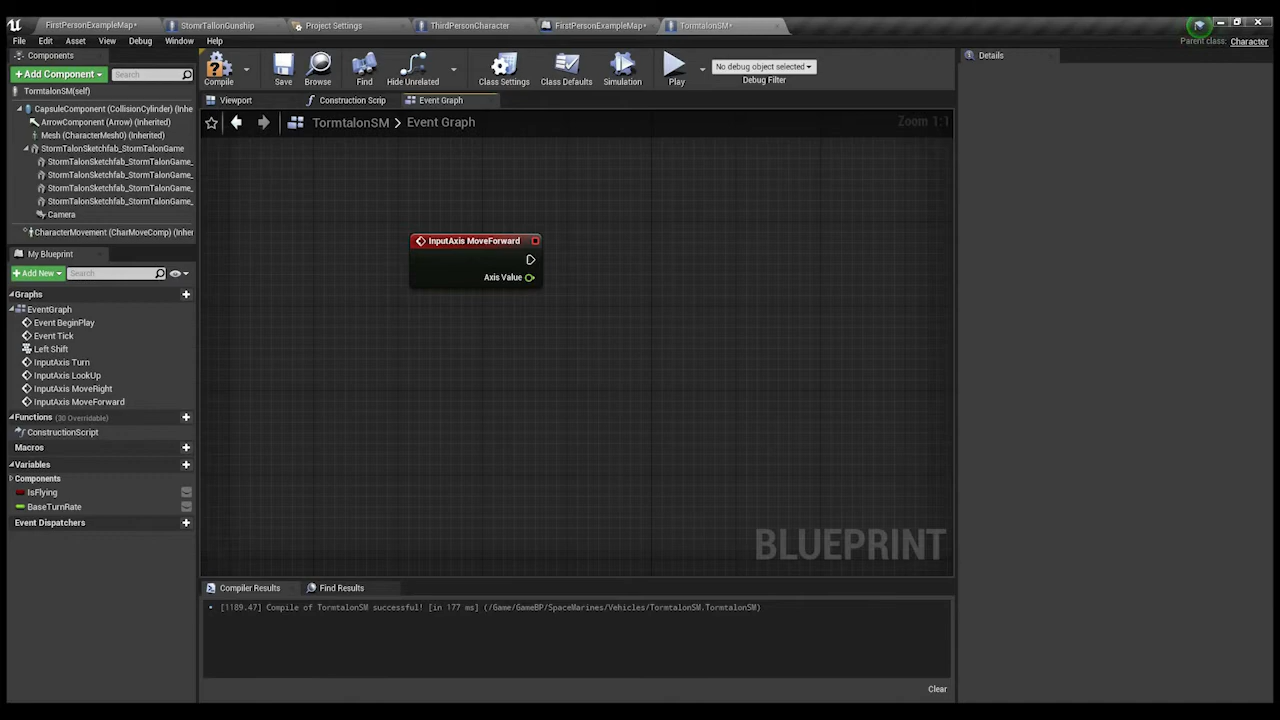 FirstPersonExampleMap•
StomrTallonGunship
Project Settings
ThirdPersonCharacter
FirstPersonExampleMap•
TormtalonSM•
File Edit Asset View Debug Window Help
Parent class: Character
Components
+Add Component
Search
TormtalonSM(self)
CapsuleComponent (CollisionCylinder) (Inhe
ArrowComponent (Arrow) (Inherited)
Mesh (CharacterMesh0) (Inherited)
StormTalonSketchfab_StormTalonGame
StormTalonSketchfab_StormTalonGame_
StormTalonSketchfab_StormTalonGame_
StormTalonSketchfab_StormTalonGame_
StormTalonSketchfab_StormTalonGame_
Camera
CharacterMovement (CharMoveComp) (Inher
My Blueprint
+Add New
Search
Graphs
EventGraph
Event BeginPlay
Event Tick
Left Shift
InputAxis Turn
InputAxis LookUp
InputAxis MoveRight
InputAxis MoveForward
Functions (30 Overridable)
ConstructionScript
Macros
Variables
Components
IsFlying
BaseTurnRate
Event Dispatchers
Compile
Save
Browse
Find
Hide Unrelated
Class Settings
Class Defaults
Simulation
Play
No debug object selected
Debug Filter
Viewport
Construction Scrip
Event Graph
TormtalonSM > Event Graph
Zoom 1:1
InputAxis MoveForward
Axis Value
BLUEPRINT
Compiler Results
Find Results
[1189.47] Compile of TormtalonSM successful! [in 177 ms] (/Game/GameBP/SpaceMarines/Vehicles/TormtalonSM.TormtalonSM)
Clear
Details